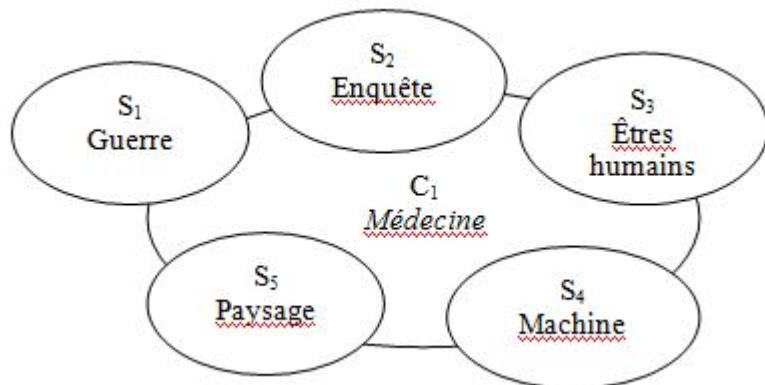 S₁
Guerre
S₂
Enquête
S₃
Êtres
humains
C₁
Médecine
S₅
Paysage
S₄
Machine